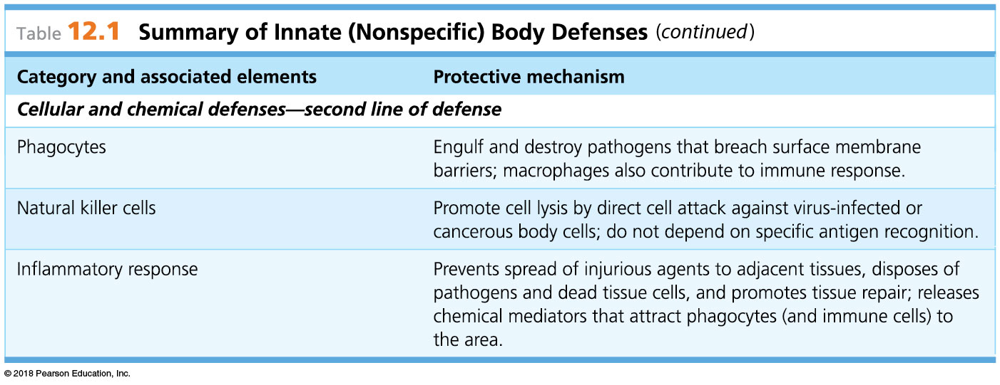 Table 12.1 Summary of Innate (Nonspecific) Body Defenses (continued)
Category and associated elements
Protective mechanism
Cellular and chemical defenses—second line of defense
Phagocytes
Engulf and destroy pathogens that breach surface membrane
barriers; macrophages also contribute to immune response.
Natural killer cells
Promote cell lysis by direct cell attack against virus-infected or
cancerous body cells; do not depend on specific antigen recognition.
Inflammatory response
Prevents spread of injurious agents to adjacent tissues, disposes of
pathogens and dead tissue cells, and promotes tissue repair; releases
chemical mediators that attract phagocytes (and immune cells) to
the area.
© 2018 Pearson Education, Inc.